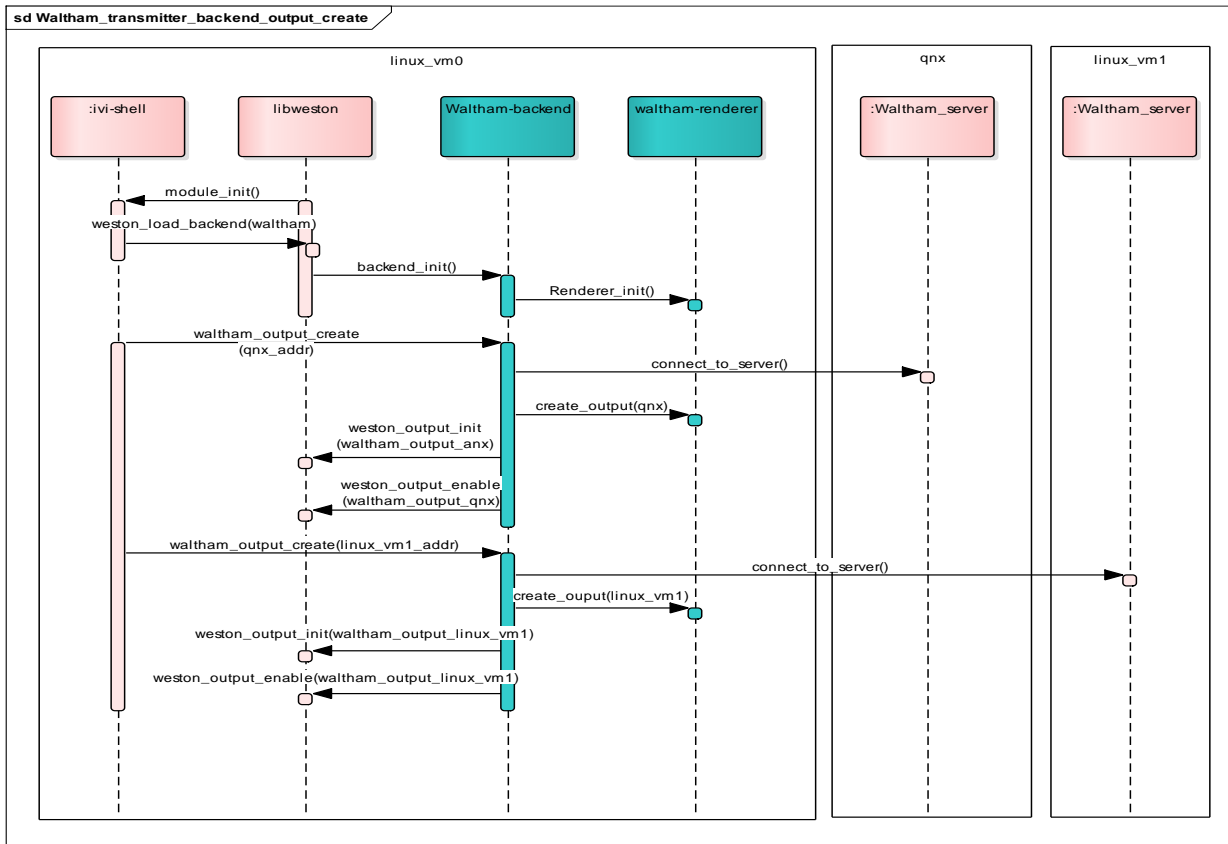 sd Waltham_transmitter_backend_output_create
linux_vm0
qnx
linux_vm1
:ivi-shell
libweston
Waltham-backend
waltham-renderer
:Waltham_server
:Waltham_server
module_init()
weston_load_backend(waltham)
backend_init()
Renderer_init()
waltham_output_create
(qnx_addr)
connect_to_server()
create_output(qnx)
weston_output_init
(waltham_output_anx)
weston_output_enable
(waltham_output_qnx)
waltham_output_create(linux_vm1_addr)
connect_to_server()
create_ouput(linux_vm1)
weston_output_init(waltham_output_linux_vm1)
weston_output_enable(waltham_output_linux_vm1)